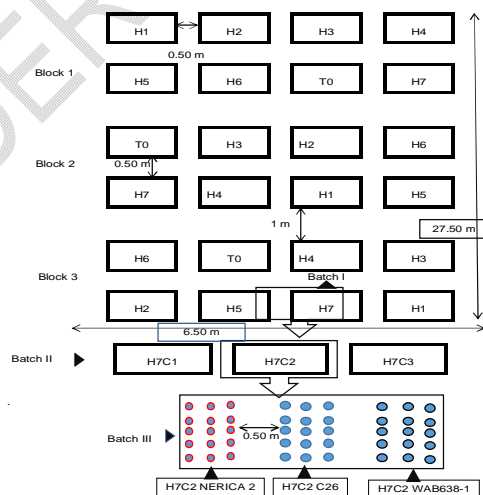 H1 H2 H3 H4
0.50 m
Block 1
H5 H6 T0 H7
T0 H3 H2 H6
Block 2
0.50 m
H7 H4 H1 H5
1 m
27.50 m
H6 T0 H4 H3
Block 3
Batch I
H2 H5 H7 H1
6.50 m
Batch II
H7C1 H7C2 H7C3
Batch III
0.50 m
H7C2 NERICA 2 H7C2 C26 H7C2 WAB638-1